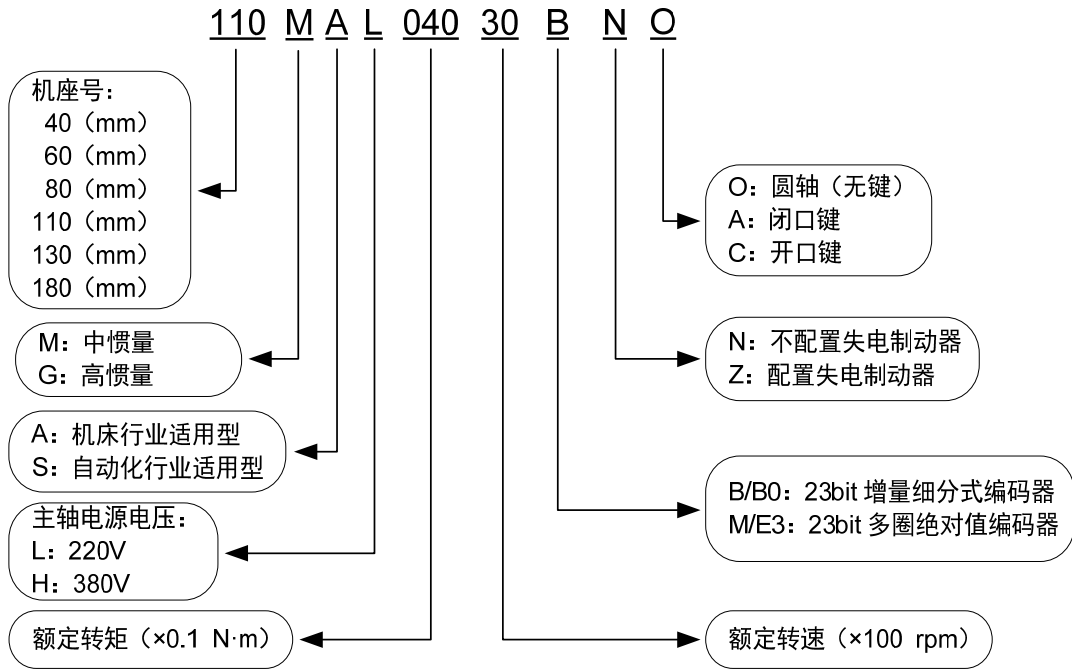 110 M A L 040 30 B N O
机座号：
40（mm）
60（mm）
80（mm）
110（mm）
130（mm）
180（mm）
M：中惯量
G：高惯量
A：机床行业适用型
S：自动化行业适用型
主轴电源电压：
L：220V
H：380V
额定转矩（×0.1 N·m）
O：圆轴（无键）
A：闭口键
C：开口键
N：不配置失电制动器
Z：配置失电制动器
B/B0：23bit 增量细分式编码器
M/E3：23bit 多圈绝对值编码器
额定转速（×100 rpm）